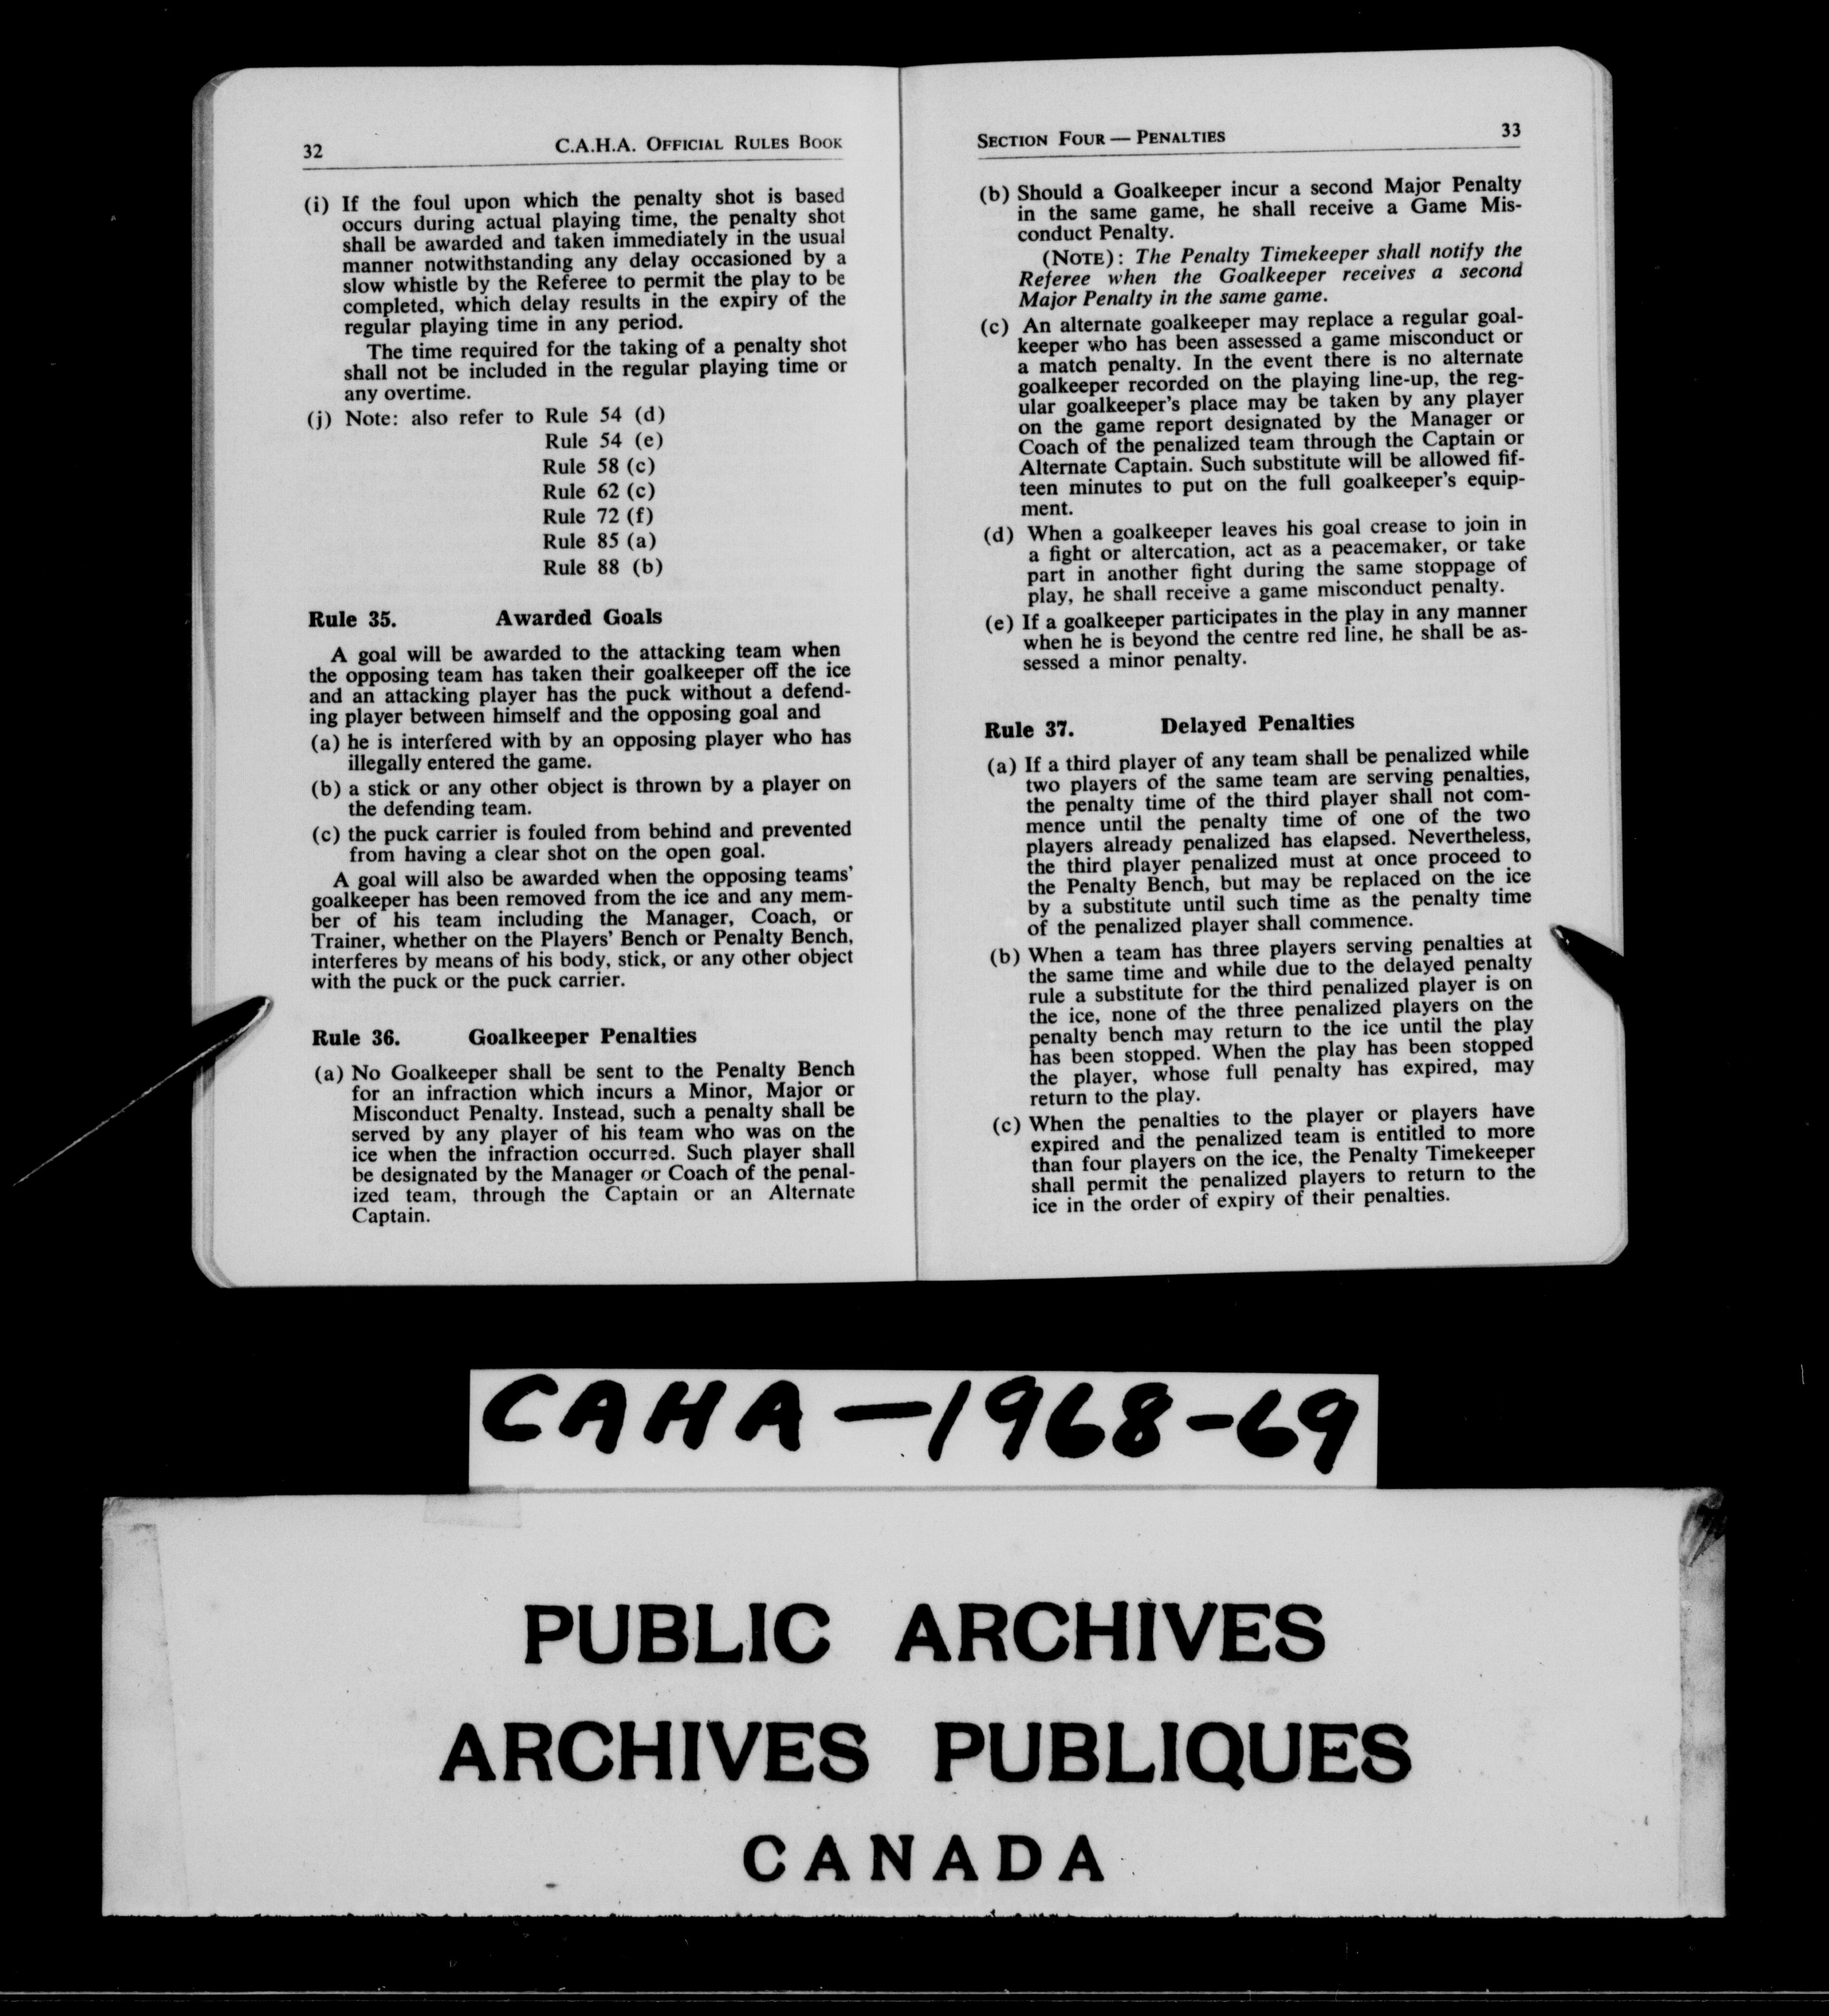 32
C.A.H.A. OFFICIAL RULES BOOK
(i) If the foul upon which the penalty shot is based
occurs during actual playing time, the penalty shot
shall be awarded and taken immediately in the usual
manner notwithstanding any delay occasioned by a
slow whistle by the Referee to permit the play to be
completed, which delay results in the expiry of the
regular playing time in any period.
The time required for the taking of a penalty shot
shall not be included in the regular playing time or
any overtime.
(j) Note: also refer to Rule 54 (d)
Rule 54 (e)
Rule 58 (c)
Rule 62 (c)
Rule 72 (f)
Rule 85 (a)
Rule 88 (b)
Rule 35. Awarded Goals
A goal will be awarded to the attacking team when
the opposing team has taken their goalkeeper off the ice
and an attacking player has the puck without a defend-
ing player between himself and the opposing goal and
(a) he is interfered with by an opposing player who has
illegally entered the game.
(b) a stick or any other object is thrown by a player on
the defending team.
(c) the puck carrier is fouled from behind and prevented
from having a clear shot on the open goal.
A goal will also be awarded when the opposing teams'
goalkeeper has been removed from the ice and any mem-
ber of his team including the Manager, Coach, or
Trainer, whether on the Players' Bench or Penalty Bench,
interferes by means of his body, stick, or any other object
with the puck or the puck carrier.
Rule 36. Goalkeeper Penalties
(a) No Goalkeeper shall be sent to the Penalty Bench
for an infraction which incurs a Minor, Major or
Misconduct Penalty. Instead, such a penalty shall be
served by any player of his team who was on the
ice when the infraction occurred. Such player shall
be designated by the Manager or Coach of the penal-
ized team, through the Captain or an Alternate
Captain.
SECTION FOUR — PENALTIES
33
(b) Should a Goalkeeper incur a second Major Penalty
in the same game, he shall receive a Game Mis-
conduct Penalty.
(NOTE): The Penalty Timekeeper shall notify the
Referee when the Goalkeeper receives a second
Major Penalty in the same game.
(c) An alternate goalkeeper may replace a regular goal-
keeper who has been assessed a game misconduct or
a match penalty. In the event there is no alternate
goalkeeper recorded on the playing line-up, the reg-
ular goalkeeper's place may be taken by any player
on the game report designated by the Manager or
Coach of the penalized team through the Captain or
Alternate Captain. Such substitute will be allowed fif-
teen minutes to put on the full goalkeeper's equip-
ment.
(d) When a goalkeeper leaves his goal crease to join in
a fight or altercation, act as a peacemaker, or take
part in another fight during the same stoppage of
play, he shall receive a game misconduct penalty.
(e) If a goalkeeper participates in the play in any manner
when he is beyond the centre red line, he shall be as-
sessed a minor penalty.
Rule 37. Delayed Penalties
(a) If a third player of any team shall be penalized while
two players of the same team are serving penalties,
the penalty time of the third player shall not com-
mence until the penalty time of one of the two
players already penalized has elapsed. Nevertheless,
the third player penalized must at once proceed to
the Penalty Bench, but may be replaced on the ice
by a substitute until such time as the penalty time
of the penalized player shall commence.
(b) When a team has three players serving penalties at
the same time and while due to the delayed penalty
rule a substitute for the third penalized player is on
the ice, none of the three penalized players on the
penalty bench may return to the ice until the play
has been stopped. When the play has been stopped
the player, whose full penalty has expired, may
return to the play.
(c) When the penalties to the player or players have
expired and the penalized team is entitled to more
than four players on the ice, the Penalty Timekeeper
shall permit the penalized players to return to the
ice in the order of expiry of their penalties.
CAHA—1968-69
PUBLIC ARCHIVES
ARCHIVES PUBLIQUES
CANADA